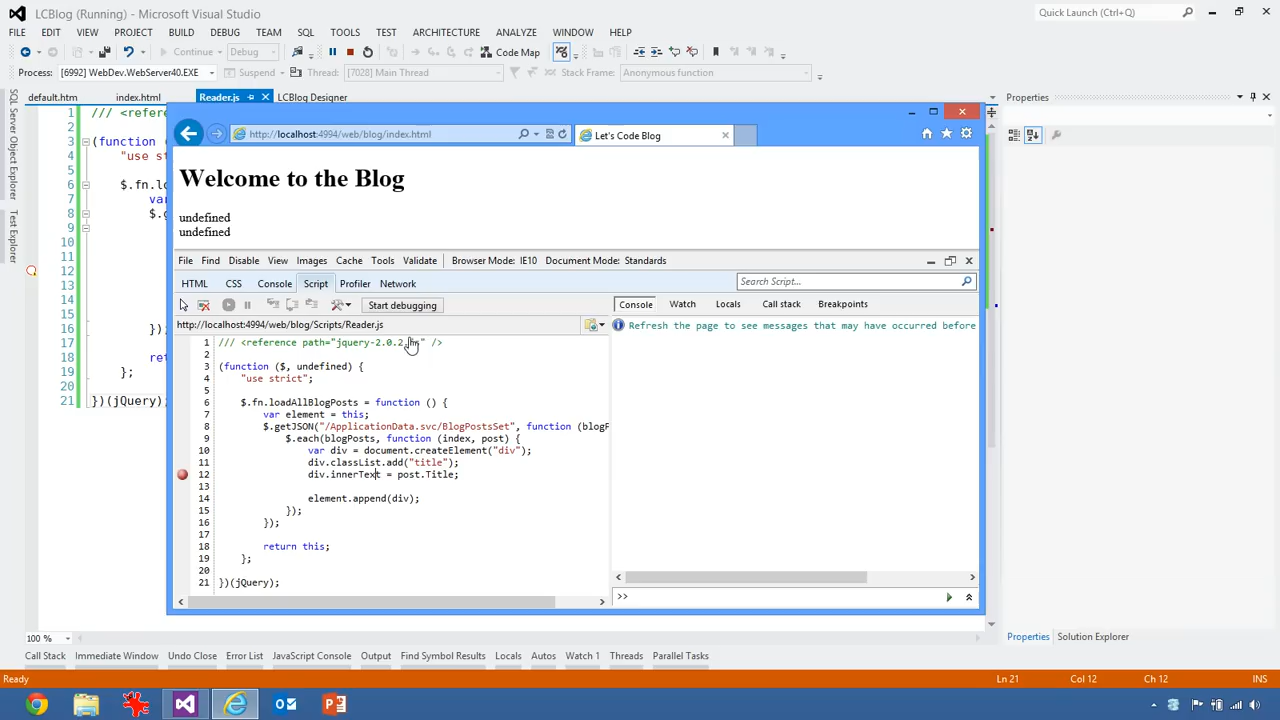 LCBlog (Running) - Microsoft Visual Studio
Quick Launch (Ctrl+Q)
FILE EDIT VIEW PROJECT BUILD DEBUG TEAM SQL TOOLS TEST ARCHITECTURE ANALYZE WINDOW HELP
Continue Debug Code Map
Process: [6992] WebDev.WebServer40.EXE Suspend Thread: [7028] Main Thread Stack Frame: Anonymous function
default.htm index.html Reader.js LCBlog Designer
Properties
SQL Server Object Explorer
Test Explorer
1 /// <refere
2
3 (function (
4 "use st
5
6 $.fn.lo
7 var
8 $.g
9
10
11
12
13
14
15
16 });
17
18 ret
19 };
20
21 })(jQuery);
http://localhost:4994/web/blog/index.html
Let's Code Blog
Welcome to the Blog
undefined
undefined
File Find Disable View Images Cache Tools Validate Browser Mode: IE10 Document Mode: Standards
HTML CSS Console Script Profiler Network
Search Script...
Start debugging
Console Watch Locals Call stack Breakpoints
http://localhost:4994/web/blog/Scripts/Reader.js
Refresh the page to see messages that may have occurred before
1 /// <reference path="jquery-2.0.2 " />
2
3 (function ($, undefined) {
4 "use strict";
5
6 $.fn.loadAllBlogPosts = function () {
7 var element = this;
8 $.getJSON("/ApplicationData.svc/BlogPostsSet", function (blogP
9 $.each(blogPosts, function (index, post) {
10 var div = document.createElement("div");
11 div.classList.add("title");
12 div.innerText = post.Title;
13
14 element.append(div);
15 });
16 });
17
18 return this;
19 };
20
21 })(jQuery);
>>
100 %
Properties Solution Explorer
Call Stack Immediate Window Undo Close Error List JavaScript Console Output Find Symbol Results Locals Autos Watch 1 Threads Parallel Tasks
Ready Ln 21 Col 12 Ch 12 INS